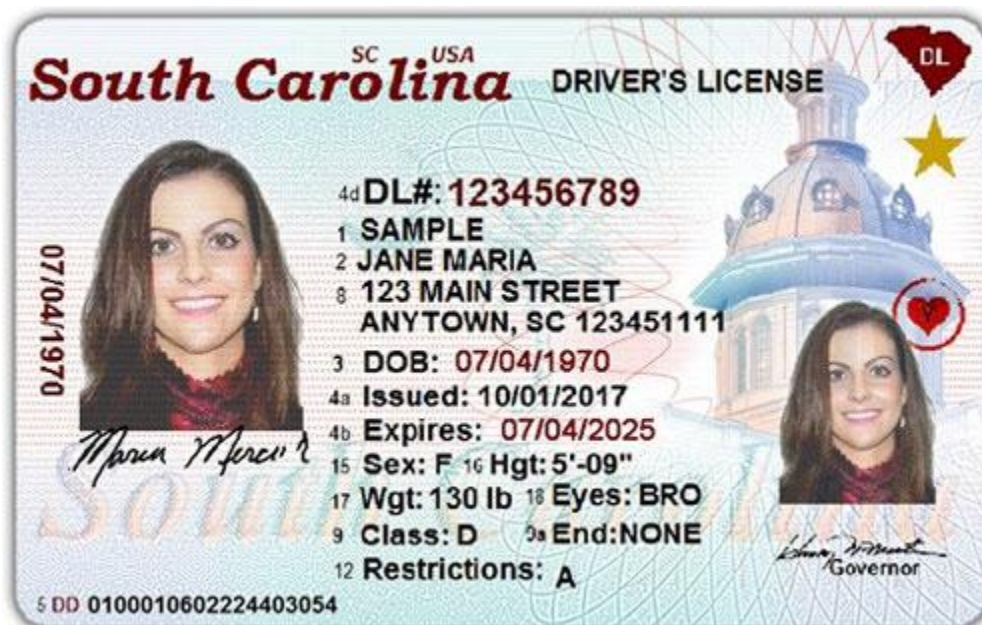 SC USA
South Carolina DRIVER'S LICENSE
DL
4d DL#: 123456789
1 SAMPLE
2 JANE MARIA
8 123 MAIN STREET
ANYTOWN, SC 123451111
3 DOB: 07/04/1970
4a Issued: 10/01/2017
4b Expires: 07/04/2025
15 Sex: F 16 Hgt: 5'-09"
17 Wgt: 130 lb 18 Eyes: BRO
9 Class: D 9a End:NONE
12 Restrictions: A
07/04/1970
South Carolina
Governor
5 DD 0100010602224403054